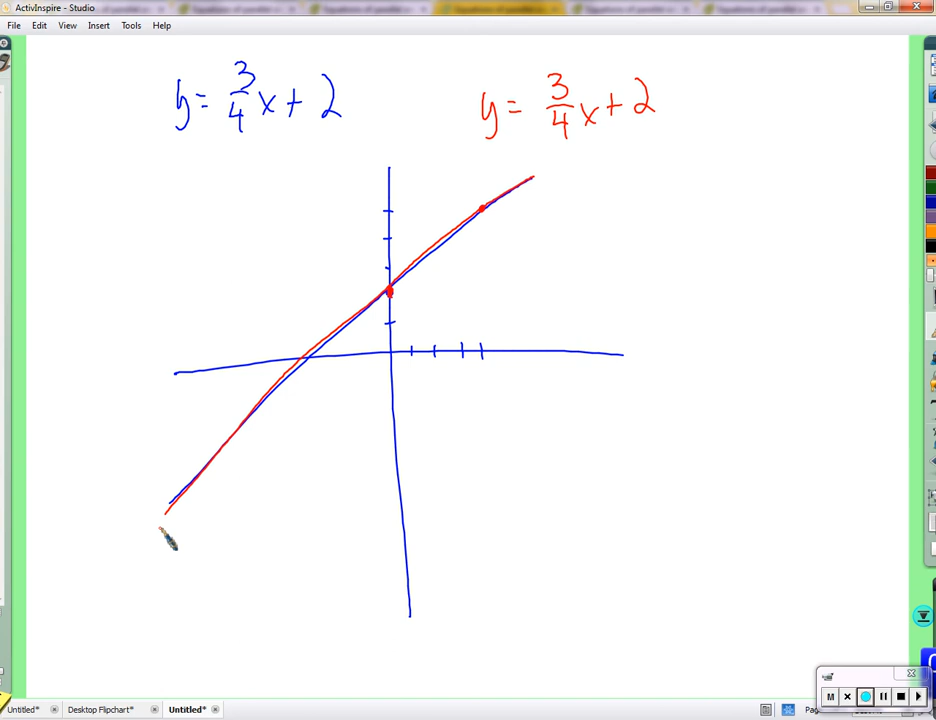 ActivInspire - Studio
File Edit View Insert Tools Help
y = 3/4 x + 2
y = 3/4 x + 2
M
Untitled* Desktop Flipchart* Untitled*